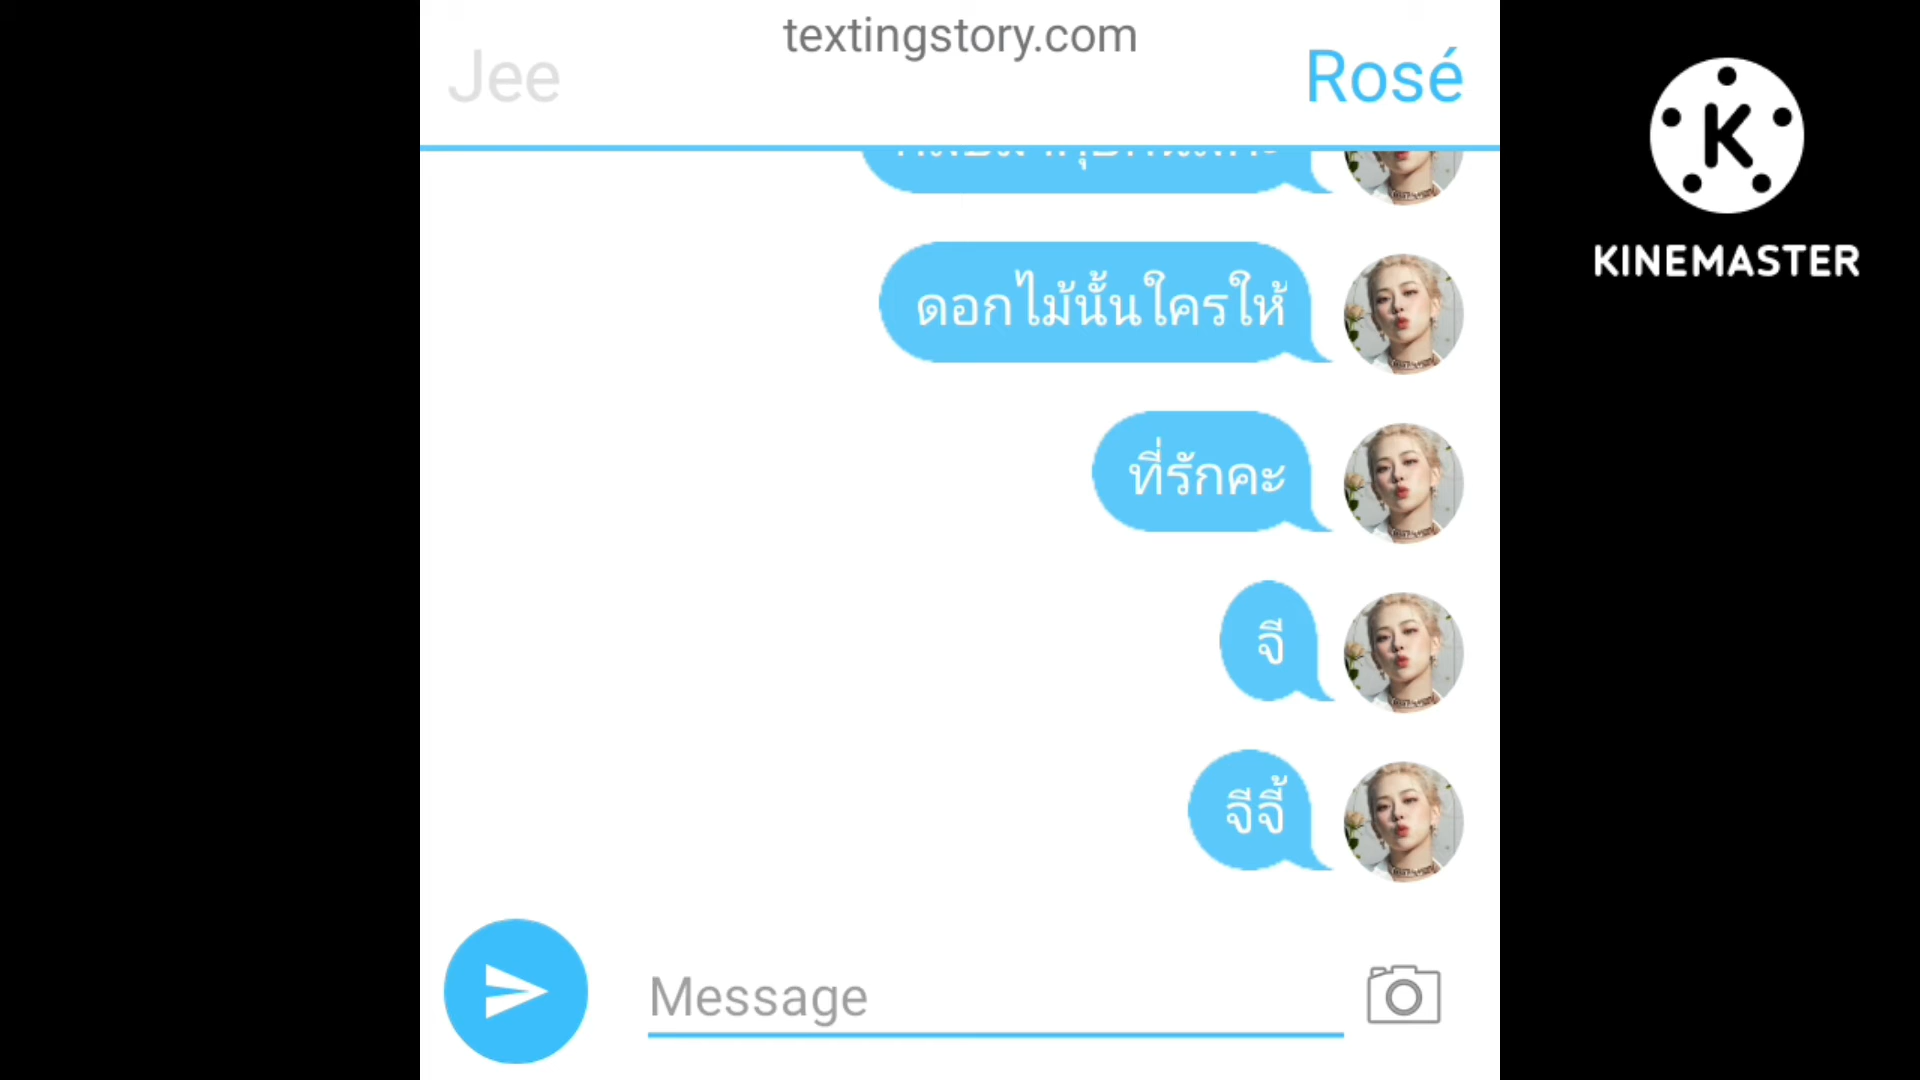 textingstory.com
Jee
Rosé
KINEMASTER
ดอกไม้นั้นใครให้
ที่รักคะ
จี
จีจี้
Message